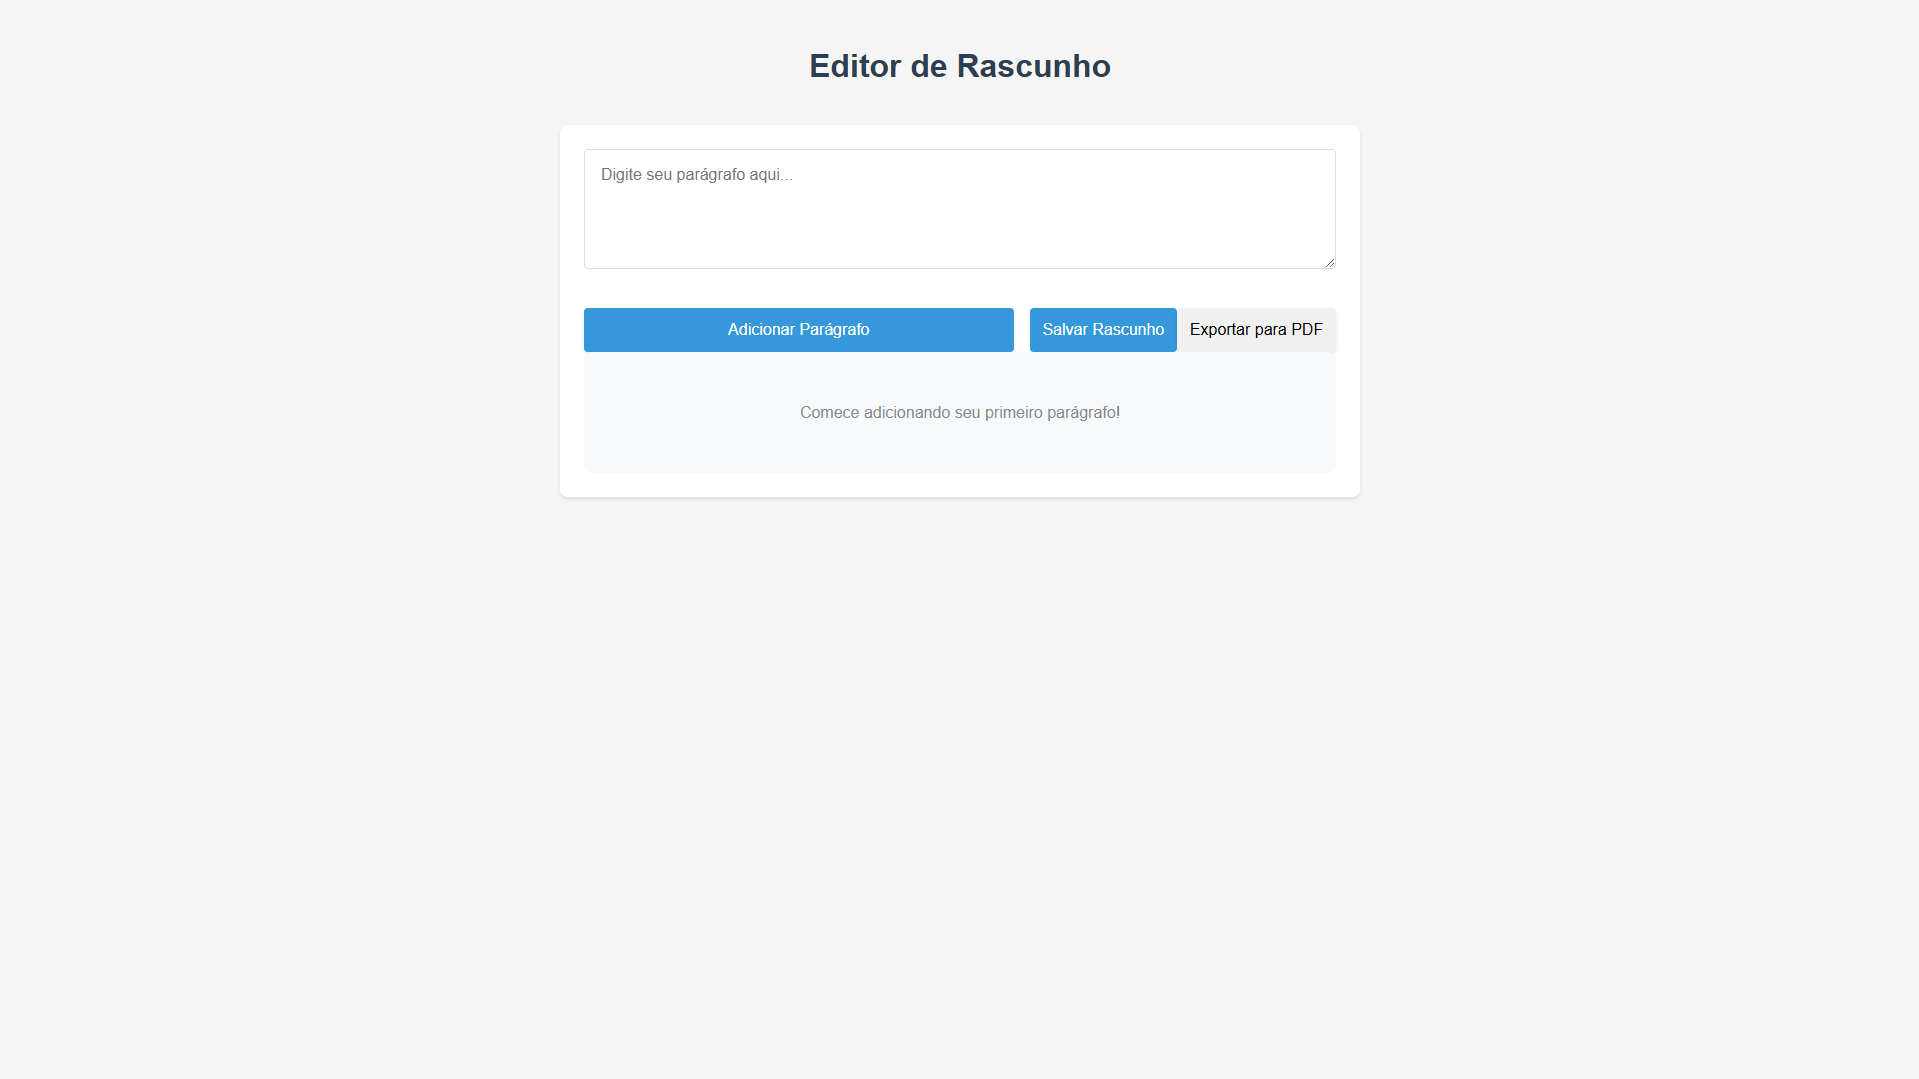 Editor de Rascunho
Digite seu parágrafo aqui...
Adicionar Parágrafo
Salvar Rascunho
Exportar para PDF
Comece adicionando seu primeiro parágrafo!